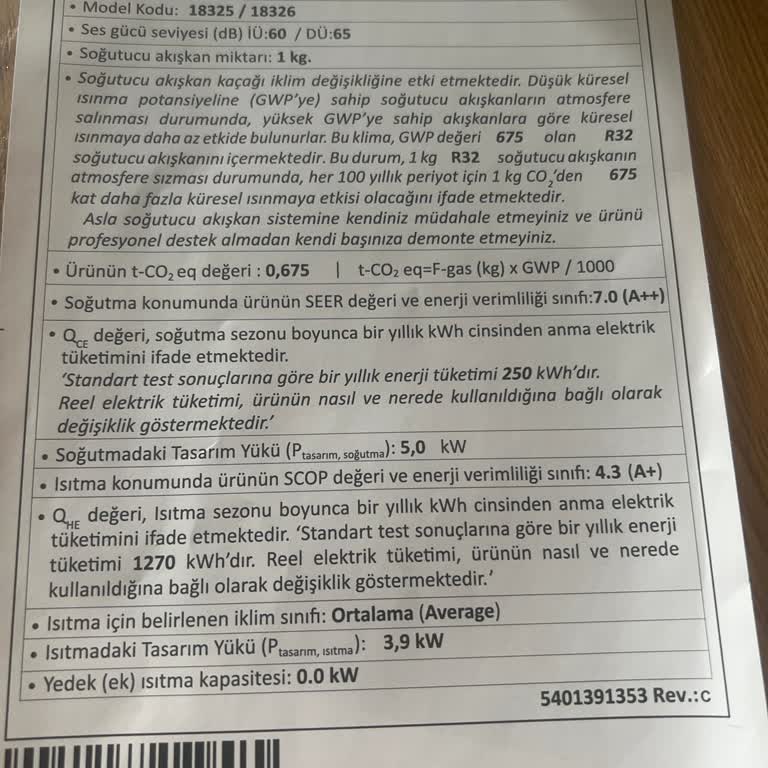 • Model Kodu: 18325 / 18326
• Ses gücü seviyesi (dB) İÜ:60 / DÜ:65
• Soğutucu akışkan miktarı: 1 kg.
• Soğutucu akışkan kaçağı iklim değişikliğine etki etmektedir. Düşük küresel
ısınma potansiyeline (GWP'ye) sahip soğutucu akışkanların atmosfere
salınması durumunda, yüksek GWP'ye sahip akışkanlara göre küresel
ısınmaya daha az etkide bulunurlar. Bu klima, GWP değeri 675 olan R32
soğutucu akışkanını içermektedir. Bu durum, 1 kg R32 soğutucu akışkanın
atmosfere sızması durumunda, her 100 yıllık periyot için 1 kg CO₂'den 675
kat daha fazla küresel ısınmaya etkisi olacağını ifade etmektedir.
Asla soğutucu akışkan sistemine kendiniz müdahale etmeyiniz ve ürünü
profesyonel destek almadan kendi başınıza demonte etmeyiniz.
• Ürünün t-CO₂ eq değeri : 0,675 | t-CO₂ eq=F-gas (kg) x GWP / 1000
• Soğutma konumunda ürünün SEER değeri ve enerji verimliliği sınıfı:7.0 (A++)
• QCE değeri, soğutma sezonu boyunca bir yıllık kWh cinsinden anma elektrik
tüketimini ifade etmektedir.
'Standart test sonuçlarına göre bir yıllık enerji tüketimi 250 kWh'dır.
Reel elektrik tüketimi, ürünün nasıl ve nerede kullanıldığına bağlı olarak
değişiklik göstermektedir.'
• Soğutmadaki Tasarım Yükü (Ptasarım, soğutma): 5,0 kW
• Isıtma konumunda ürünün SCOP değeri ve enerji verimliliği sınıfı: 4.3 (A+)
• QHE değeri, Isıtma sezonu boyunca bir yıllık kWh cinsinden anma elektrik
tüketimini ifade etmektedir. 'Standart test sonuçlarına göre bir yıllık enerji
tüketimi 1270 kWh'dır. Reel elektrik tüketimi, ürünün nasıl ve nerede
kullanıldığına bağlı olarak değişiklik göstermektedir.'
• Isıtma için belirlenen iklim sınıfı: Ortalama (Average)
• Isıtmadaki Tasarım Yükü (Ptasarım, ısıtma): 3,9 kW
• Yedek (ek) ısıtma kapasitesi: 0.0 kW
5401391353 Rev.:c